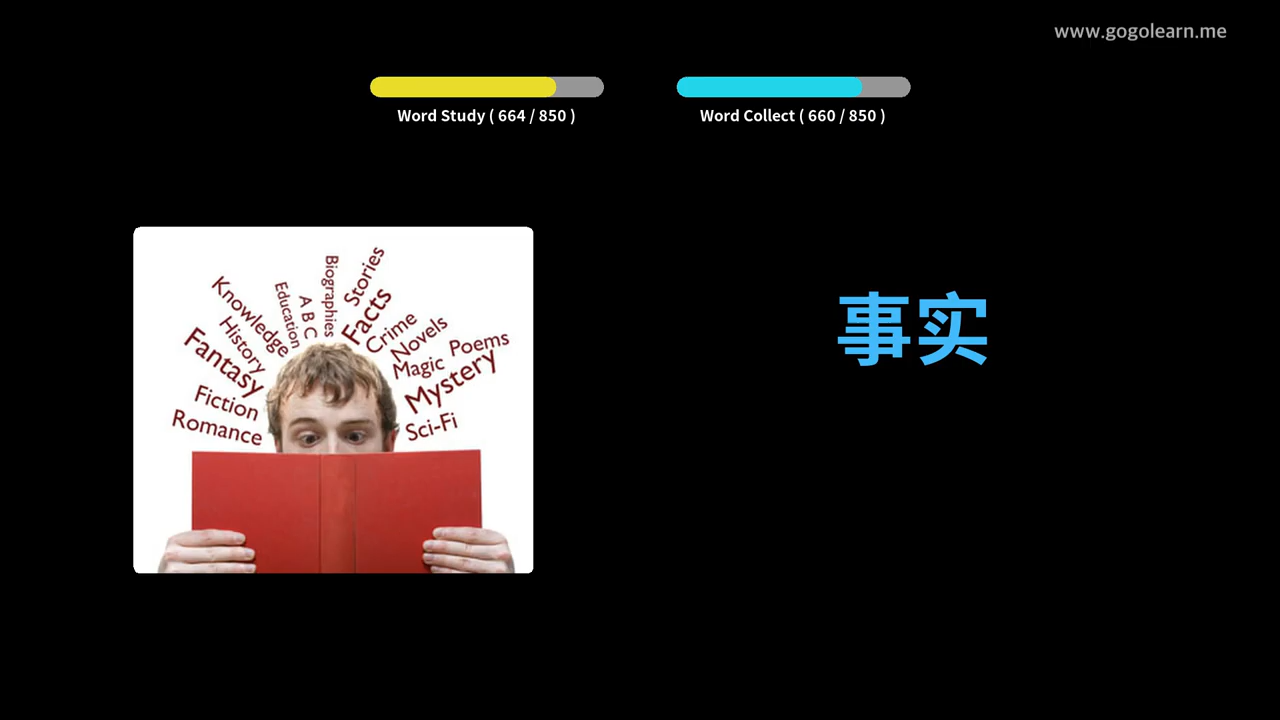 www.gogolearn.me
Word Study ( 664 / 850 )
Word Collect ( 660 / 850 )
Romance
Fiction
Fantasy
History
Knowledge
Education
A B C
Biographies
Stories
Facts
Crime
Novels
Magic
Poems
Mystery
Sci-Fi
事实